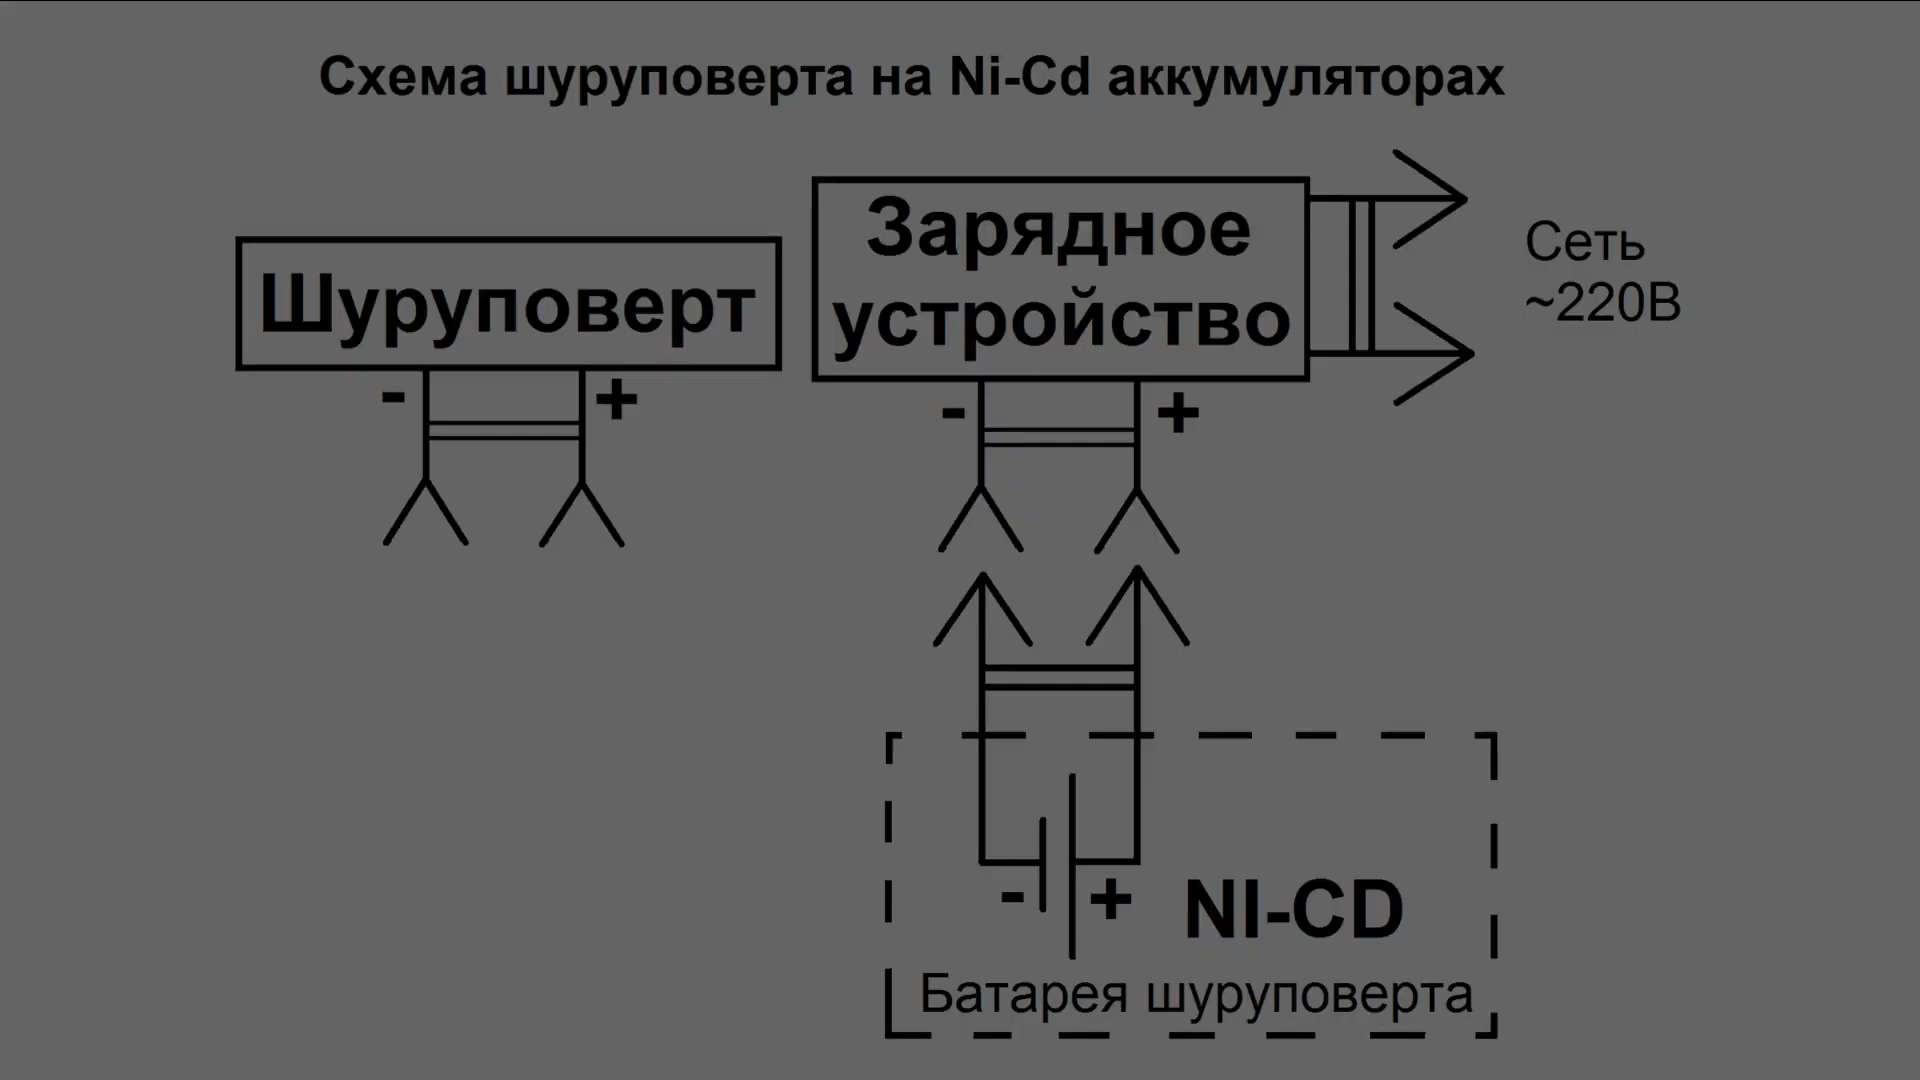 Схема шуруповерта на Ni-Cd аккумуляторах
Шуруповерт
- +
Зарядное
устройство
- +
Сеть
~220В
- +
NI-CD
Батарея шуруповерта